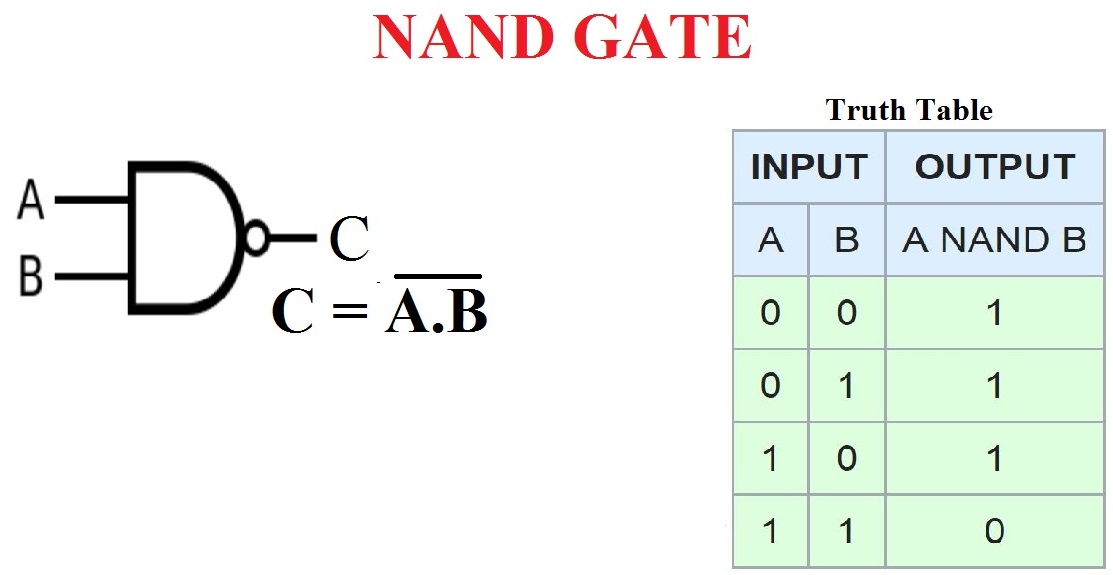 NAND GATE
A
B
C
C = A̅.̅B̅
Truth Table
INPUT OUTPUT
A B A NAND B
0 0 1
0 1 1
1 0 1
1 1 0